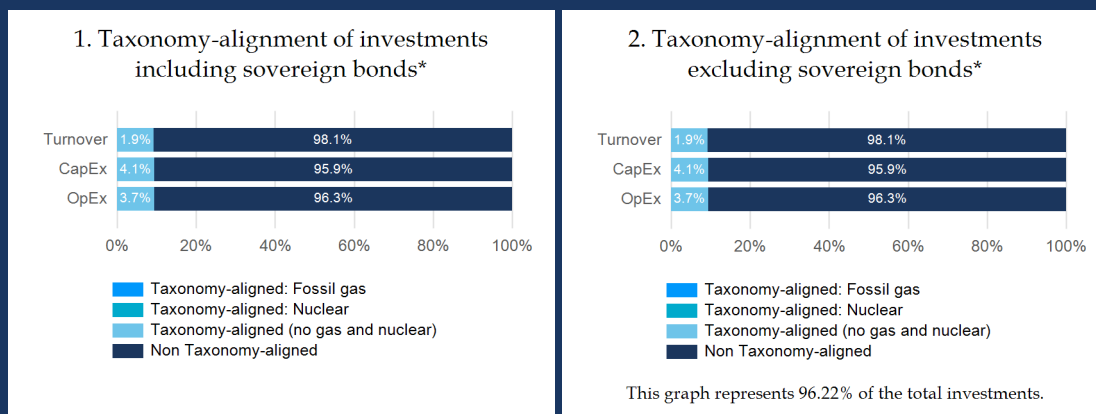 1. Taxonomy-alignment of investments
including sovereign bonds*
Turnover 1.9% 98.1%
CapEx 4.1% 95.9%
OpEx 3.7% 96.3%
0% 20% 40% 60% 80% 100%
Taxonomy-aligned: Fossil gas
Taxonomy-aligned: Nuclear
Taxonomy-aligned (no gas and nuclear)
Non Taxonomy-aligned
2. Taxonomy-alignment of investments
excluding sovereign bonds*
Turnover 1.9% 98.1%
CapEx 4.1% 95.9%
OpEx 3.7% 96.3%
0% 20% 40% 60% 80% 100%
Taxonomy-aligned: Fossil gas
Taxonomy-aligned: Nuclear
Taxonomy-aligned (no gas and nuclear)
Non Taxonomy-aligned
This graph represents 96.22% of the total investments.